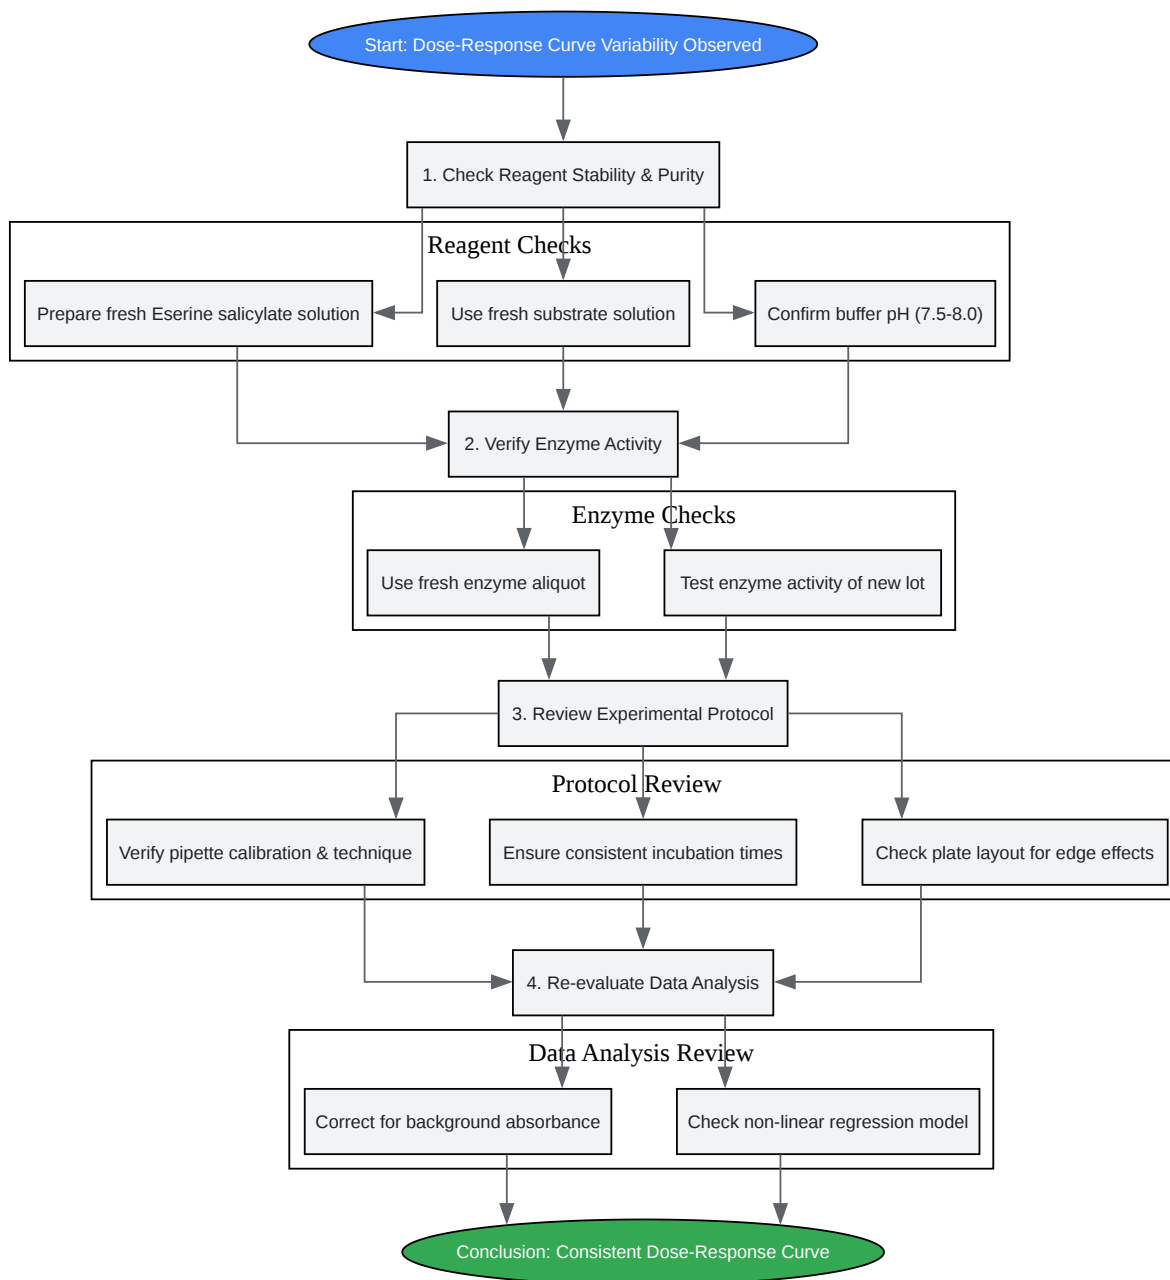 Start: Dose-Response Curve Variability Observed
1. Check Reagent Stability & Purity
Reagent Checks
Prepare fresh Eserine salicylate solution
Use fresh substrate solution
Confirm buffer pH (7.5-8.0)
2. Verify Enzyme Activity
Enzyme Checks
Use fresh enzyme aliquot
Test enzyme activity of new lot
3. Review Experimental Protocol
Protocol Review
Verify pipette calibration & technique
Ensure consistent incubation times
Check plate layout for edge effects
4. Re-evaluate Data Analysis
Data Analysis Review
Correct for background absorbance
Check non-linear regression model
Conclusion: Consistent Dose-Response Curve